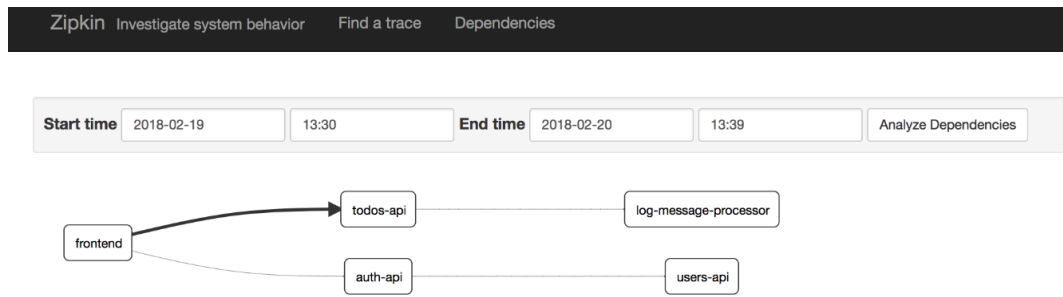 Zipkin Investigate system behavior Find a trace Dependencies
Start time 2018-02-19 13:30 End time 2018-02-20 13:39 Analyze Dependencies
todos-api log-message-processor
frontend
auth-api users-api